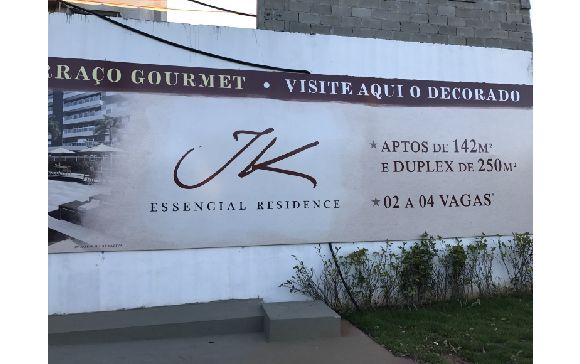 RAÇO GOURMET • VISITE AQUI O DECORADO
JK
ESSENCIAL RESIDENCE
★ APTOS DE 142M²
E DUPLEX DE 250M²
★ 02 A 04 VAGAS*